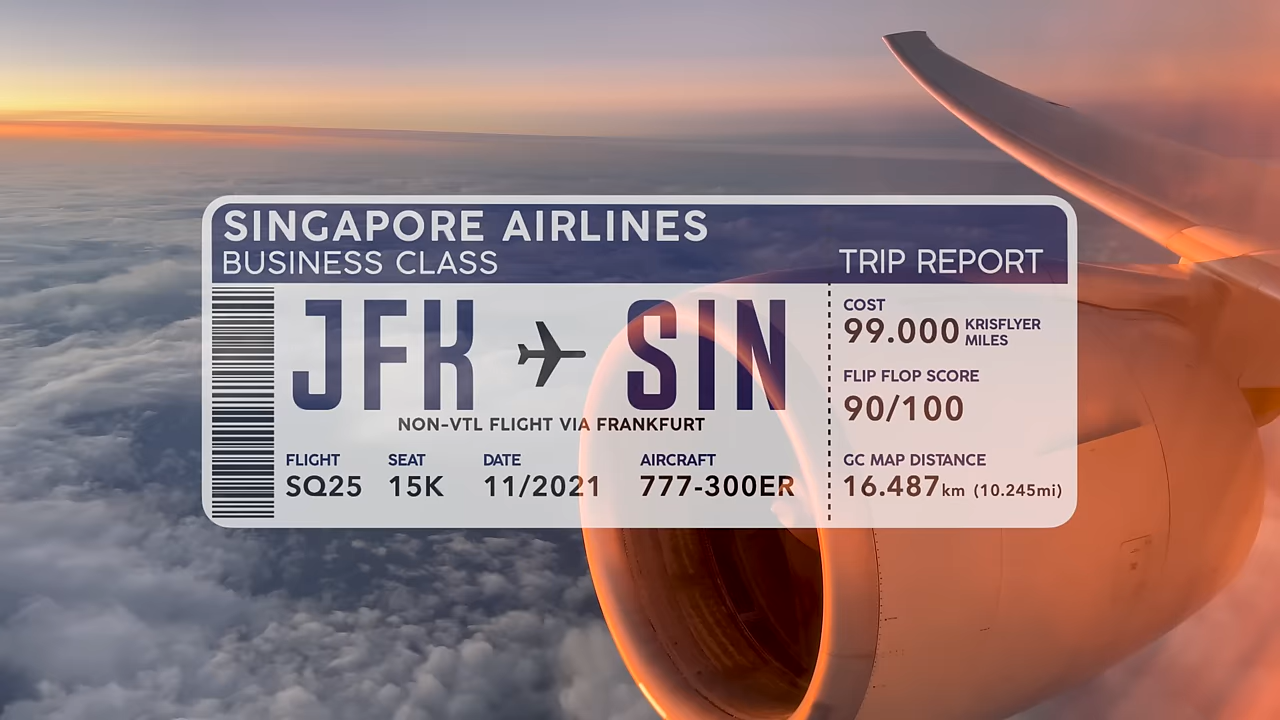 SINGAPORE AIRLINES
BUSINESS CLASS
TRIP REPORT
JFK SIN
NON-VTL FLIGHT VIA FRANKFURT
FLIGHT SEAT DATE AIRCRAFT
SQ25 15K 11/2021 777-300ER
COST
99.000 KRISFLYER MILES
FLIP FLOP SCORE
90/100
GC MAP DISTANCE
16.487km (10.245mi)